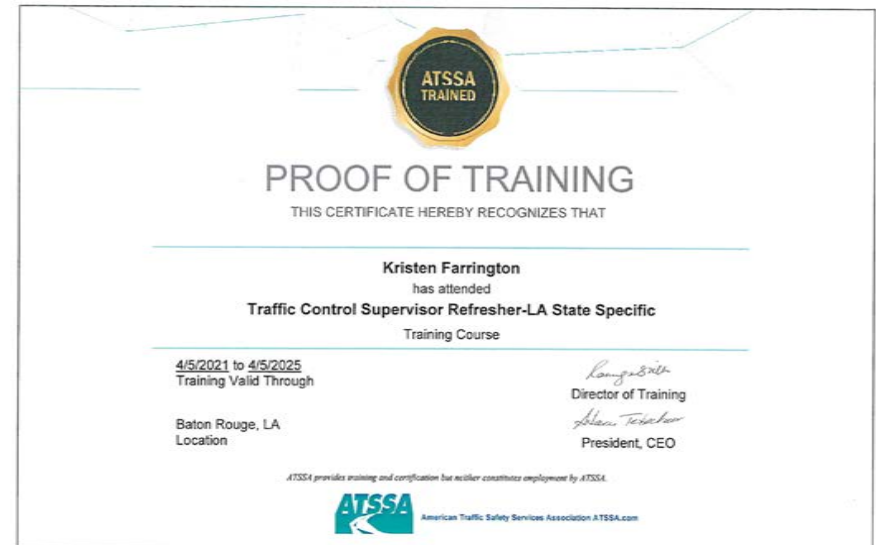 ATSSA
TRAINED
PROOF OF TRAINING
THIS CERTIFICATE HEREBY RECOGNIZES THAT
Kristen Farrington
has attended
Traffic Control Supervisor Refresher-LA State Specific
Training Course
4/5/2021 to 4/5/2025
Training Valid Through
Director of Training
Baton Rouge, LA
Location
President, CEO
ATSSA provides training and certification but neither constitutes employment by ATSSA.
ATSSA
American Traffic Safety Services Association ATSSA.com